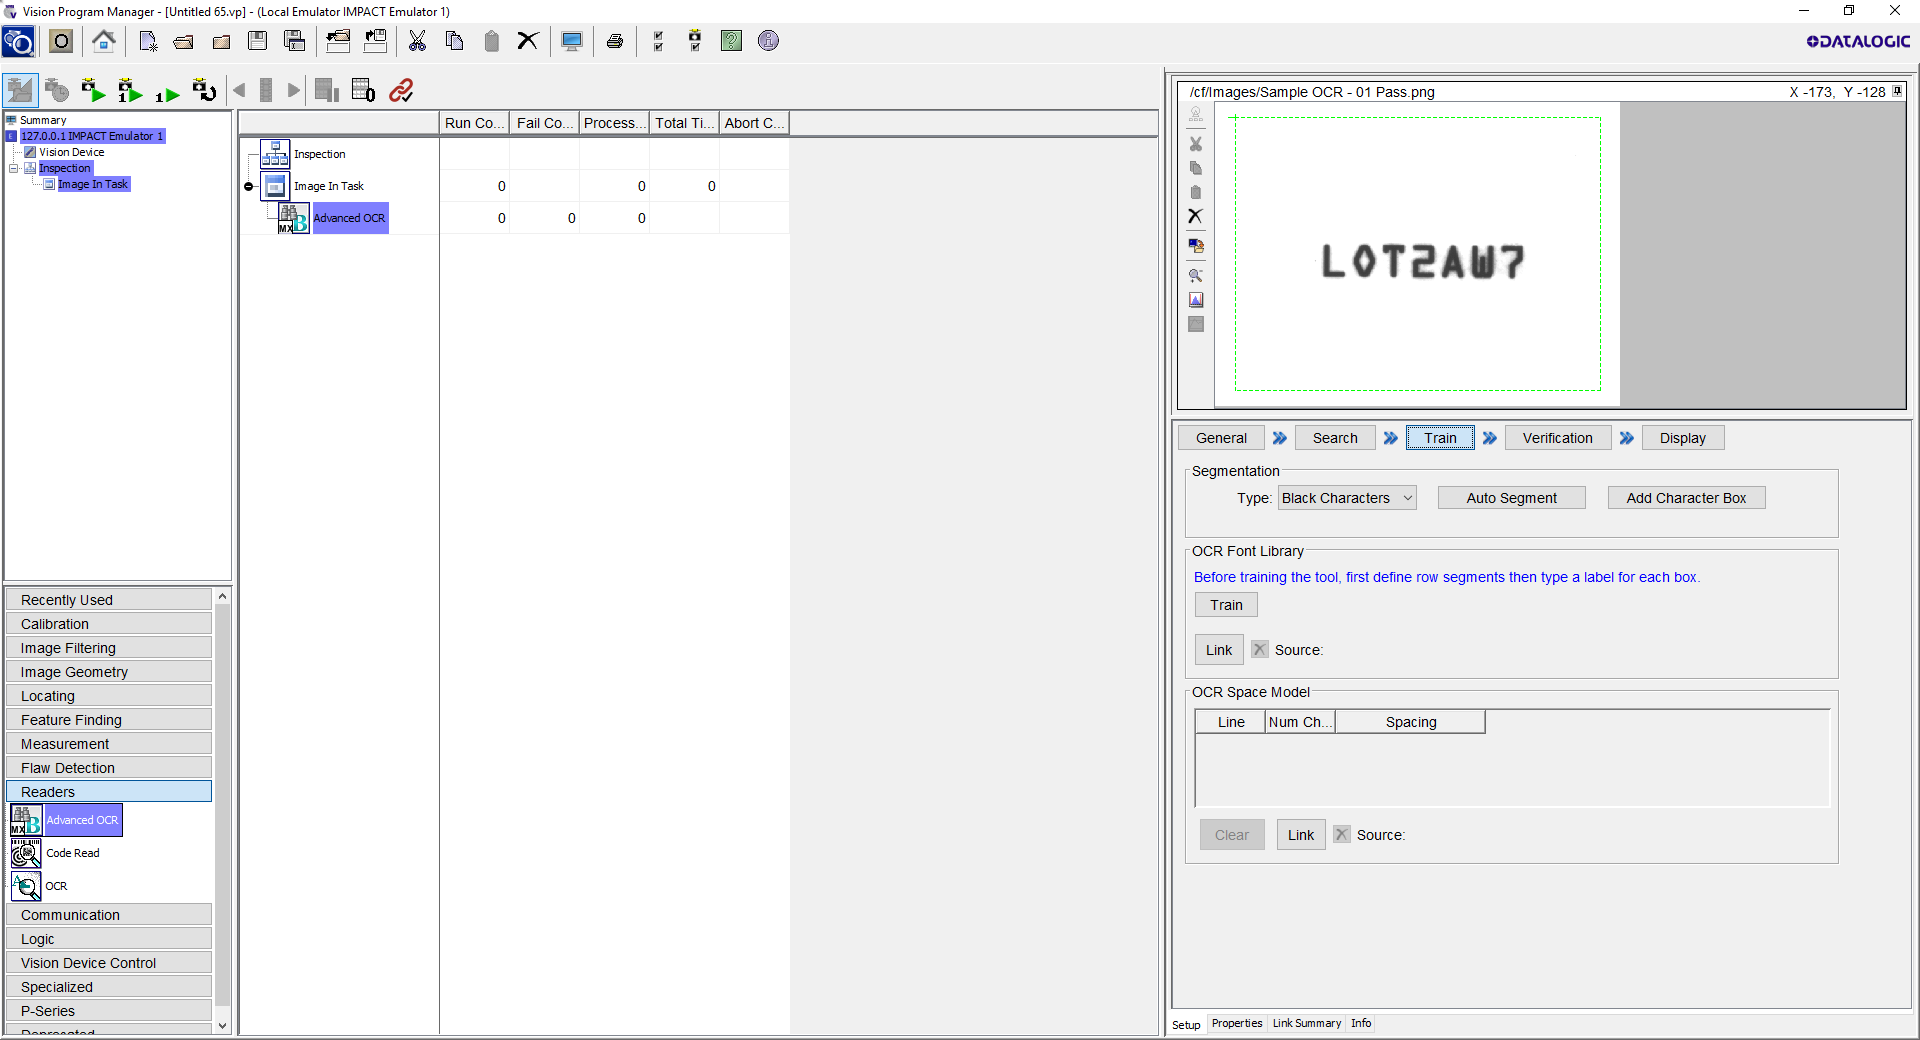 Vision Program Manager - [Untitled 65.vp] - (Local Emulator IMPACT Emulator 1)
DATALOGIC
Summary
127.0.0.1 IMPACT Emulator 1
Vision Device
Inspection
Image In Task
Run Co... Fail Co... Process... Total Ti... Abort C...
Inspection
Image In Task 0 0 0
Advanced OCR 0 0 0
Recently Used
Calibration
Image Filtering
Image Geometry
Locating
Feature Finding
Measurement
Flaw Detection
Readers
Advanced OCR
Code Read
OCR
Communication
Logic
Vision Device Control
Specialized
P-Series
Deprecated
/cf/Images/Sample OCR - 01 Pass.png X -173, Y -128
LOT2AW7
General Search Train Verification Display
Segmentation
Type: Black Characters Auto Segment Add Character Box
OCR Font Library
Before training the tool, first define row segments then type a label for each box.
Train
Link Source:
OCR Space Model
Line Num Ch... Spacing
Clear Link Source:
Setup Properties Link Summary Info